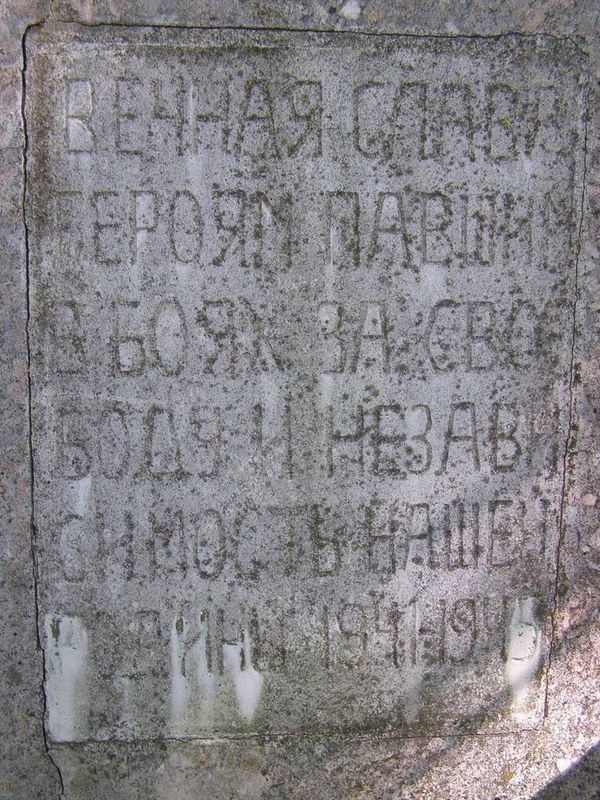 ВЕЧНАЯ СЛАВА
ГЕРОЯМ ПАВШИМ
В БОЯХ ЗА СВО
БОДУ И НЕЗАВИ
СИМОСТЬ НАШЕЙ
РОДИНЫ 1941-1945